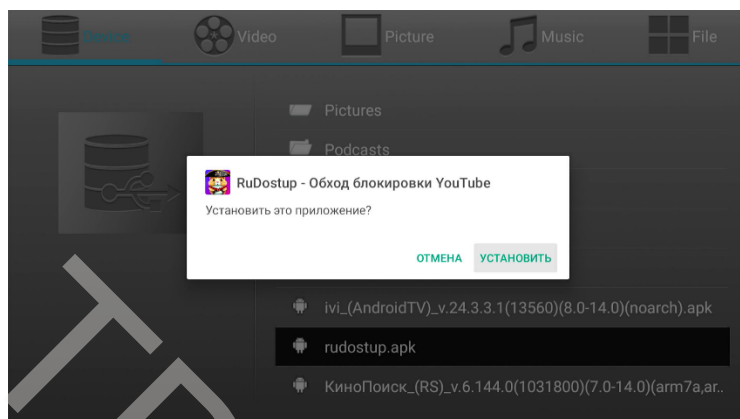 Device
Video
Picture
Music
File
Pictures
Podcasts
RuDostup - Обход блокировки YouTube
Установить это приложение?
ОТМЕНА
УСТАНОВИТЬ
ivi_(AndroidTV)_v.24.3.3.1(13560)(8.0-14.0)(noarch).apk
rudostup.apk
КиноПоиск_(RS)_v.6.144.0(1031800)(7.0-14.0)(arm7a,ar..